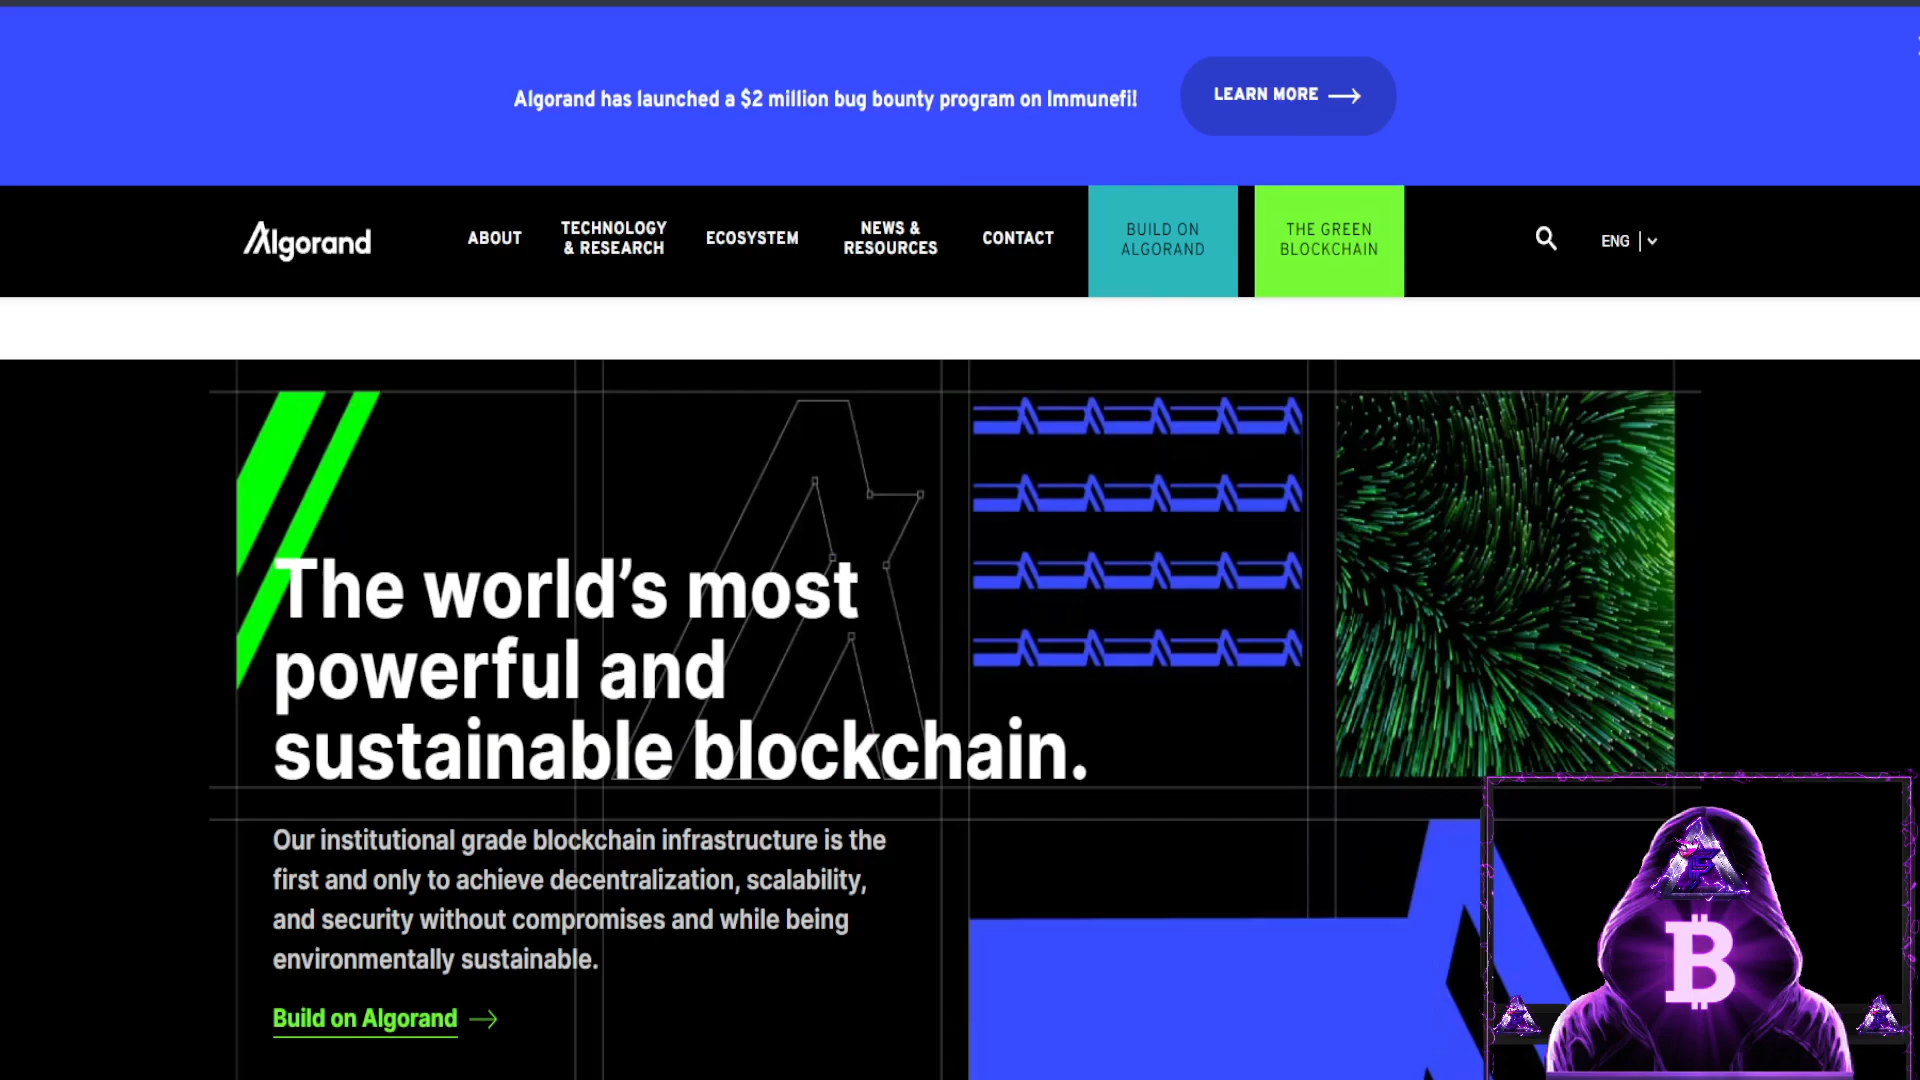 Algorand has launched a $2 million bug bounty program on Immunefi!
LEARN MORE
Algorand
ABOUT
TECHNOLOGY
& RESEARCH
ECOSYSTEM
NEWS &
RESOURCES
CONTACT
BUILD ON
ALGORAND
THE GREEN
BLOCKCHAIN
ENG
The world’s most
powerful and
sustainable blockchain.
Our institutional grade blockchain infrastructure is the
first and only to achieve decentralization, scalability,
and security without compromises and while being
environmentally sustainable.
Build on Algorand